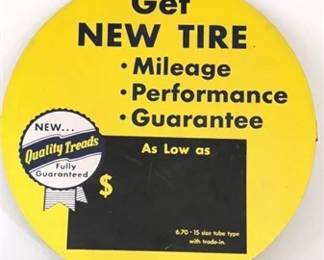 Get
NEW TIRE
• Mileage
• Performance
• Guarantee
As Low as
NEW...
Quality Treads
Fully
Guaranteed
$
6.70-15 size tube type
with trade-in.